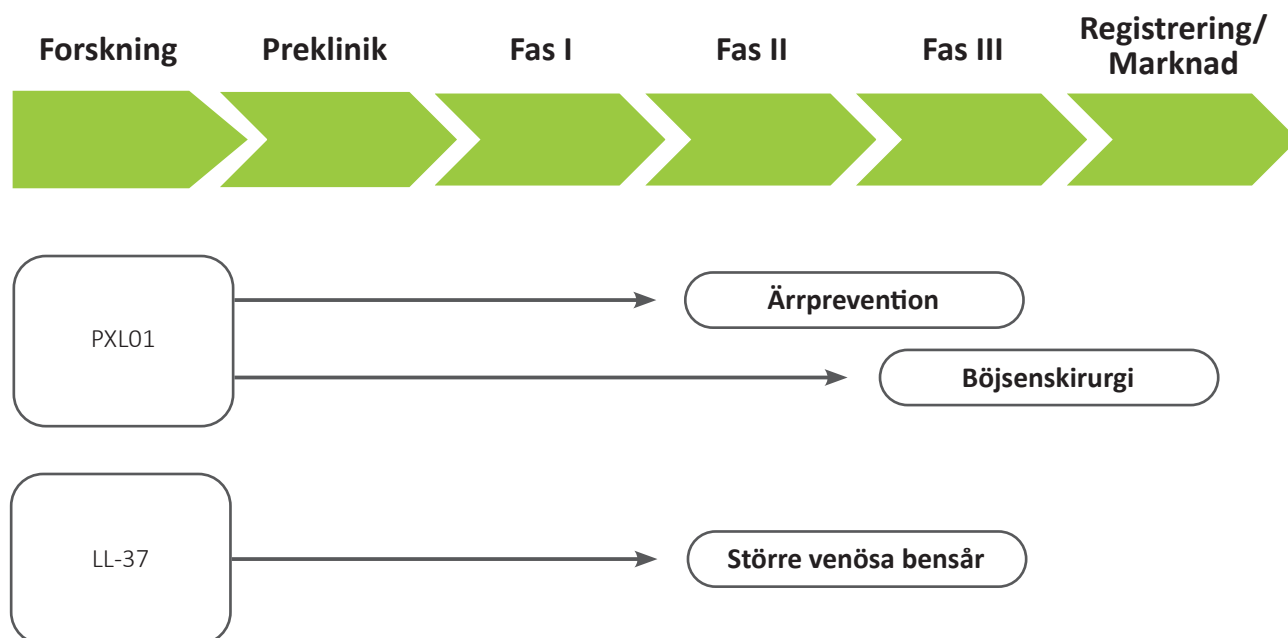 Forskning
Preklinik
Fas I
Fas II
Fas III
Registrering/
Marknad
PXL01
Ärrprevention
Böjsenskirurgi
LL-37
Större venösa bensår